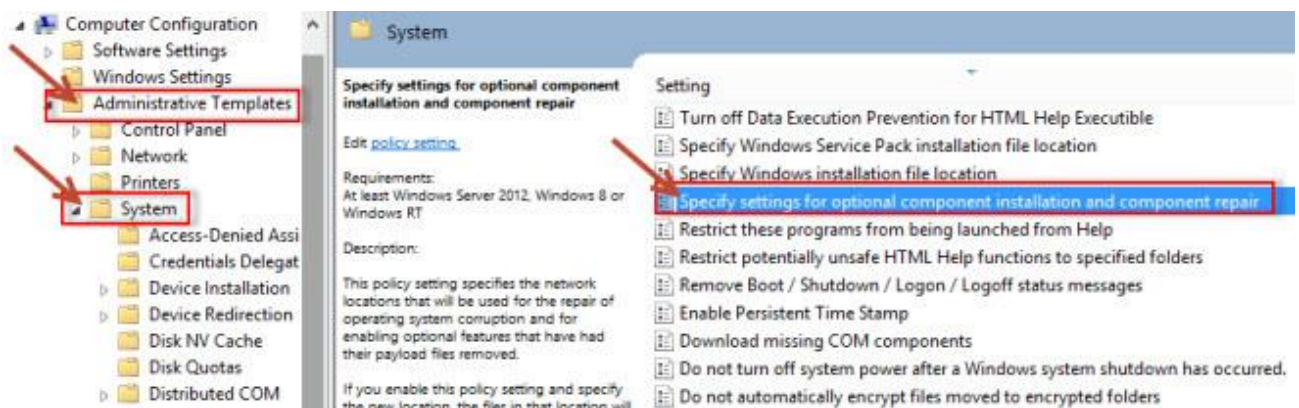 Computer Configuration
Software Settings
Windows Settings
Administrative Templates
Control Panel
Network
Printers
System
Access-Denied Assi
Credentials Delegat
Device Installation
Device Redirection
Disk NV Cache
Disk Quotas
Distributed COM
System
Specify settings for optional component
installation and component repair
Edit policy setting
Requirements:
At least Windows Server 2012, Windows 8 or
Windows RT
Description:
This policy setting specifies the network
locations that will be used for the repair of
operating system corruption and for
enabling optional features that have had
their payload files removed.
If you enable this policy setting and specify
the new location, the files in that location will
Setting
Turn off Data Execution Prevention for HTML Help Executible
Specify Windows Service Pack installation file location
Specify Windows installation file location
Specify settings for optional component installation and component repair
Restrict these programs from being launched from Help
Restrict potentially unsafe HTML Help functions to specified folders
Remove Boot / Shutdown / Logon / Logoff status messages
Enable Persistent Time Stamp
Download missing COM components
Do not turn off system power after a Windows system shutdown has occurred.
Do not automatically encrypt files moved to encrypted folders